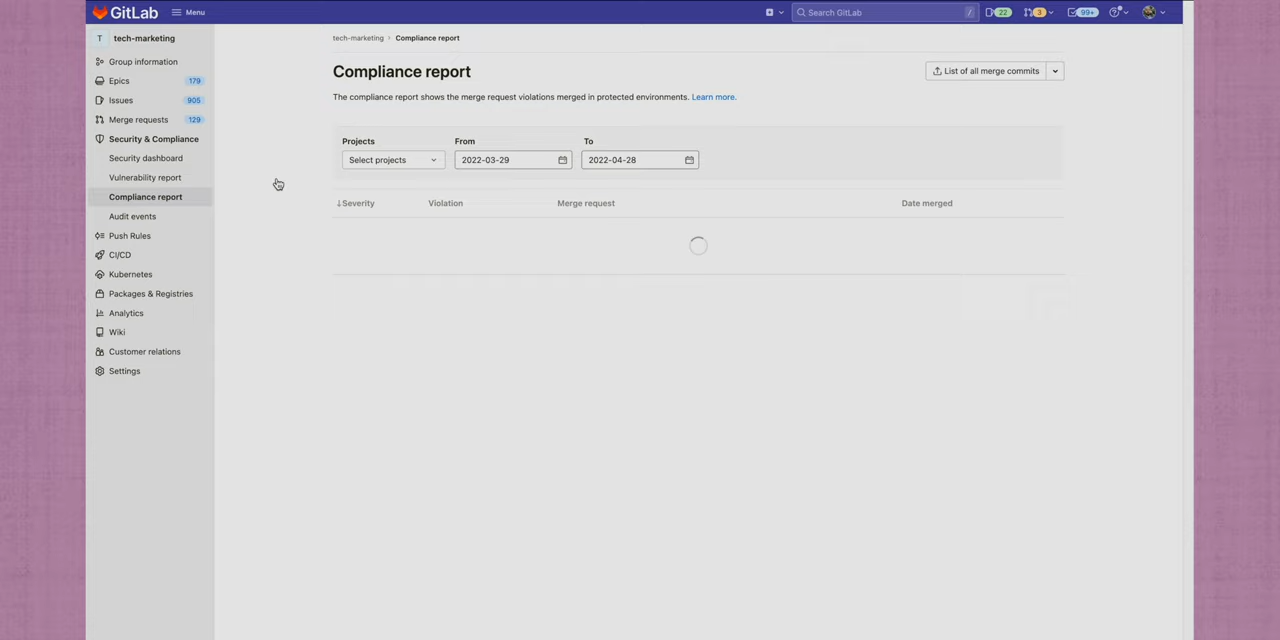 GitLab Menu Search GitLab / 22 3 99+
T tech-marketing
tech-marketing › Compliance report
Group information
Epics 179
Issues 905
Merge requests 129
Security & Compliance
Security dashboard
Vulnerability report
Compliance report
Audit events
Push Rules
CI/CD
Kubernetes
Packages & Registries
Analytics
Wiki
Customer relations
Settings
Compliance report
List of all merge commits
The compliance report shows the merge request violations merged in protected environments. Learn more.
Projects From To
Select projects 2022-03-29 2022-04-28
↓Severity Violation Merge request Date merged